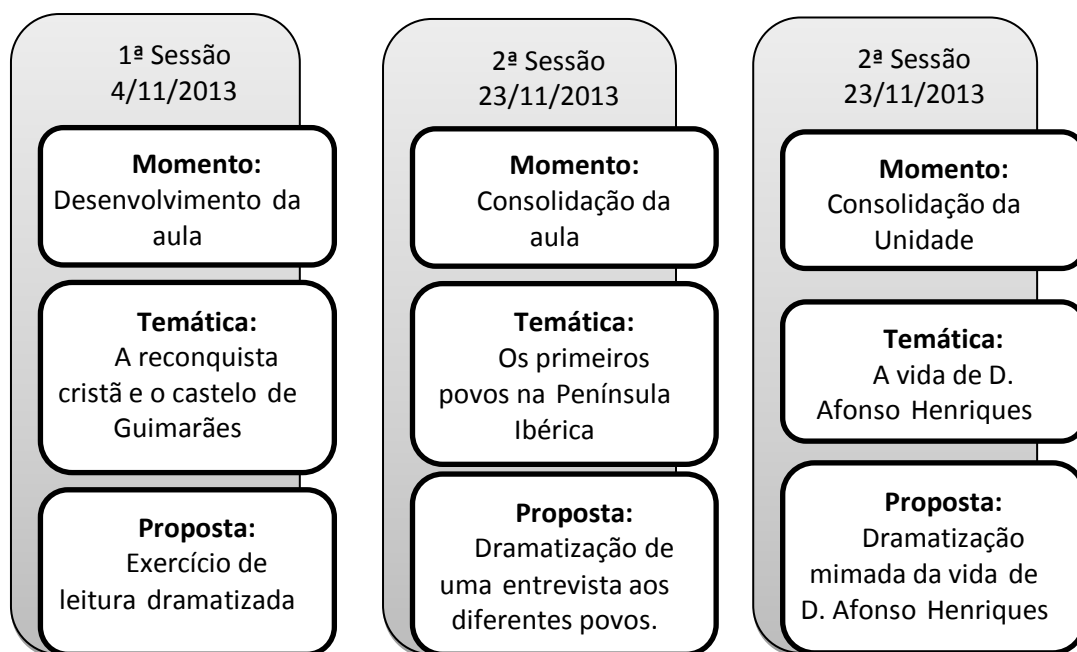 1ª Sessão
4/11/2013
Momento:
Desenvolvimento da
aula
Temática:
A reconquista
cristã e o castelo de
Guimarães
Proposta:
Exercício de
leitura dramatizada
2ª Sessão
23/11/2013
Momento:
Consolidação da
aula
Temática:
Os primeiros
povos na Península
Ibérica
Proposta:
Dramatização de
uma entrevista aos
diferentes povos.
2ª Sessão
23/11/2013
Momento:
Consolidação da
Unidade
Temática:
A vida de D.
Afonso Henriques
Proposta:
Dramatização
mimada da vida de
D. Afonso Henriques